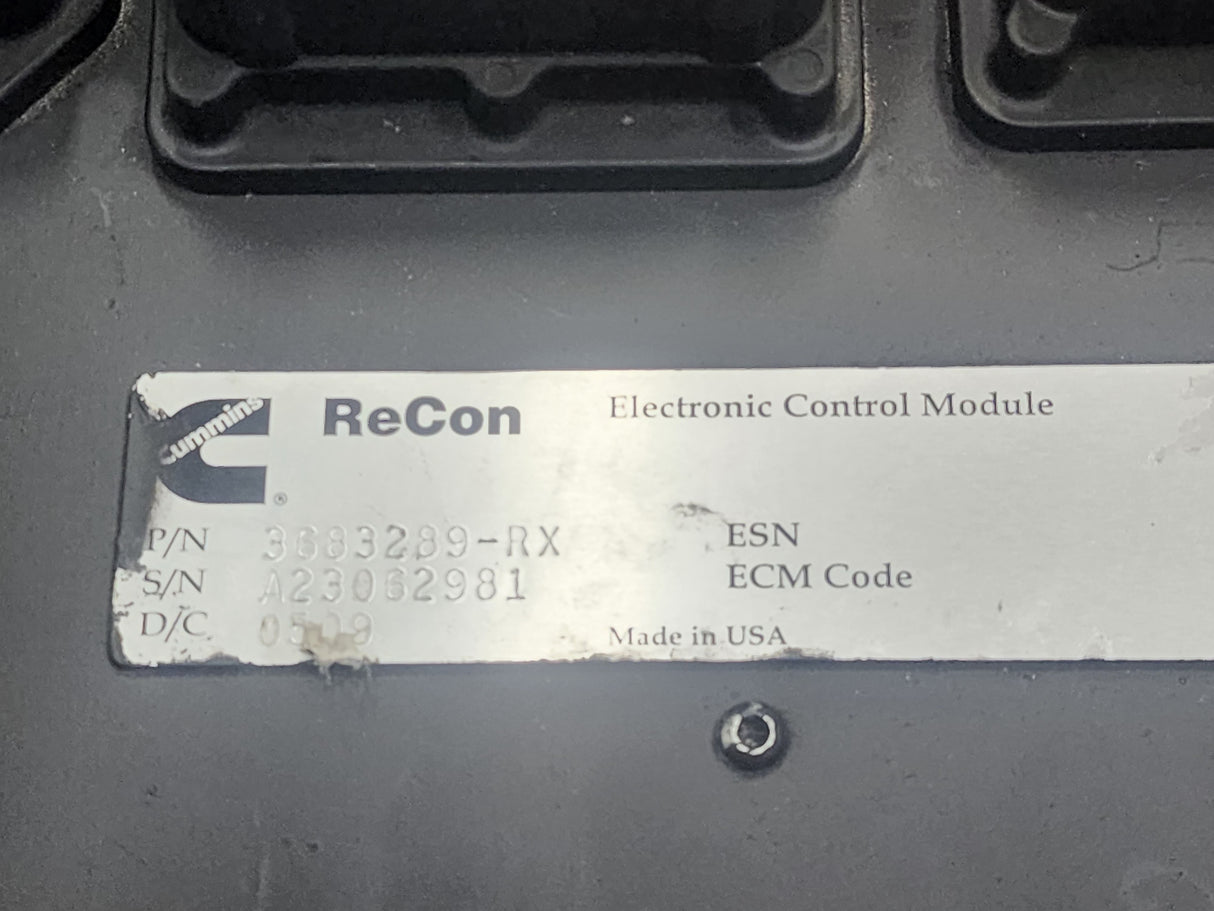 Cummins
ReCon Electronic Control Module
®
P/N 3683289-RX ESN
S/N A23062981 ECM Code
D/C
Made in USA